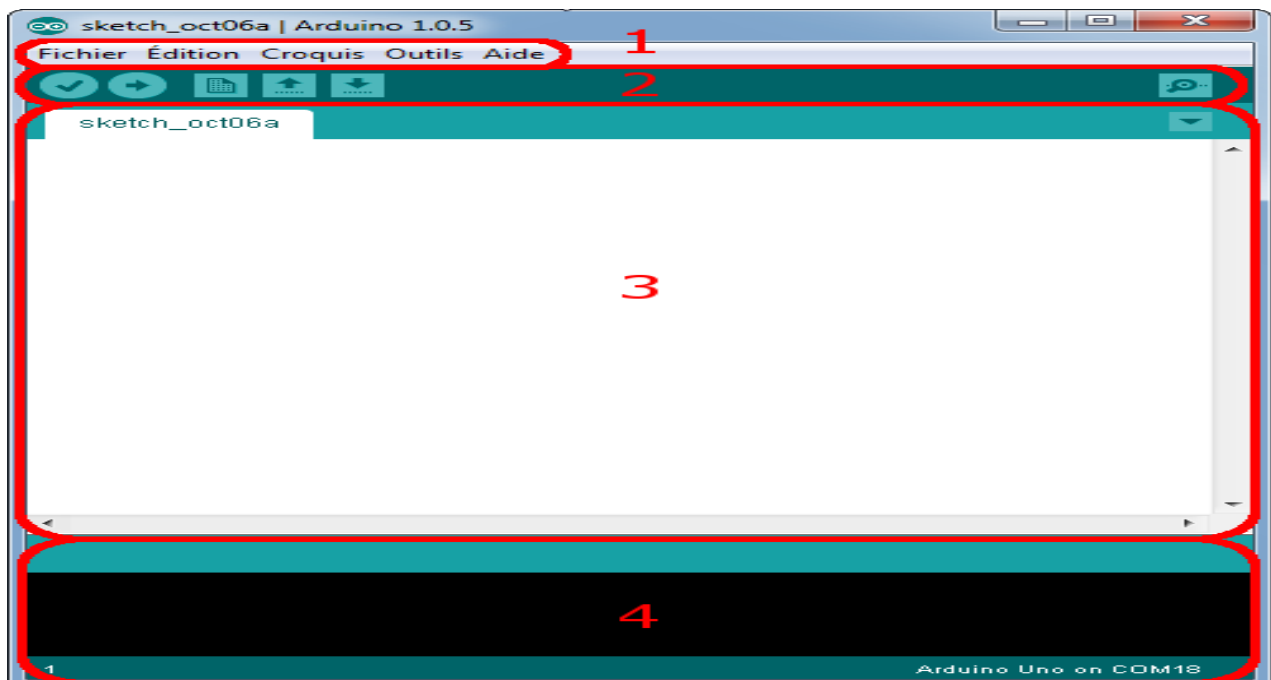 sketch_oct06a | Arduino 1.0.5
1
Fichier Édition Croquis Outils Aide
2
sketch_oct06a
3
4
1 Arduino Uno on COM18